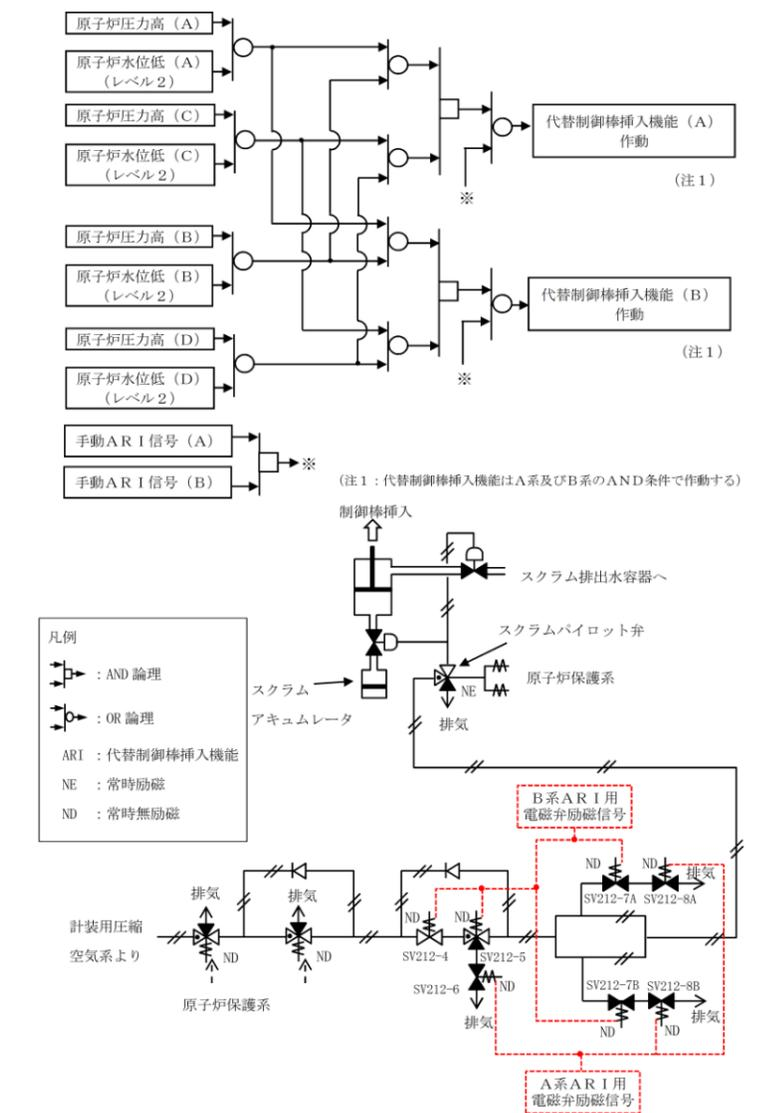 原子炉圧力高（A）
原子炉水位低（A）
（レベル２）
原子炉圧力高（C）
原子炉水位低（C）
（レベル２）
代替制御棒挿入機能（A）
作動
（注１）
※
原子炉圧力高（B）
原子炉水位低（B）
（レベル２）
原子炉圧力高（D）
原子炉水位低（D）
（レベル２）
代替制御棒挿入機能（B）
作動
（注１）
※
手動ＡＲＩ信号（A）
手動ＡＲＩ信号（B）
※
（注１：代替制御棒挿入機能はA系及びB系のAND条件で作動する）
制御棒挿入
スクラム排出水容器へ
スクラムパイロット弁
原子炉保護系
NE
排気
スクラム
アキュムレータ
凡例
：AND 論理
：OR 論理
ARI ：代替制御棒挿入機能
NE ：常時励磁
ND ：常時無励磁
B系ＡＲＩ用
電磁弁励磁信号
ND
ND
排気
SV212-7A
SV212-8A
排気
排気
計装用圧縮
空気系より
ND
ND
原子炉保護系
ND
ND
SV212-4
SV212-5
SV212-6
ND
排気
SV212-7B
SV212-8B
排気
ND
ND
A系ＡＲＩ用
電磁弁励磁信号